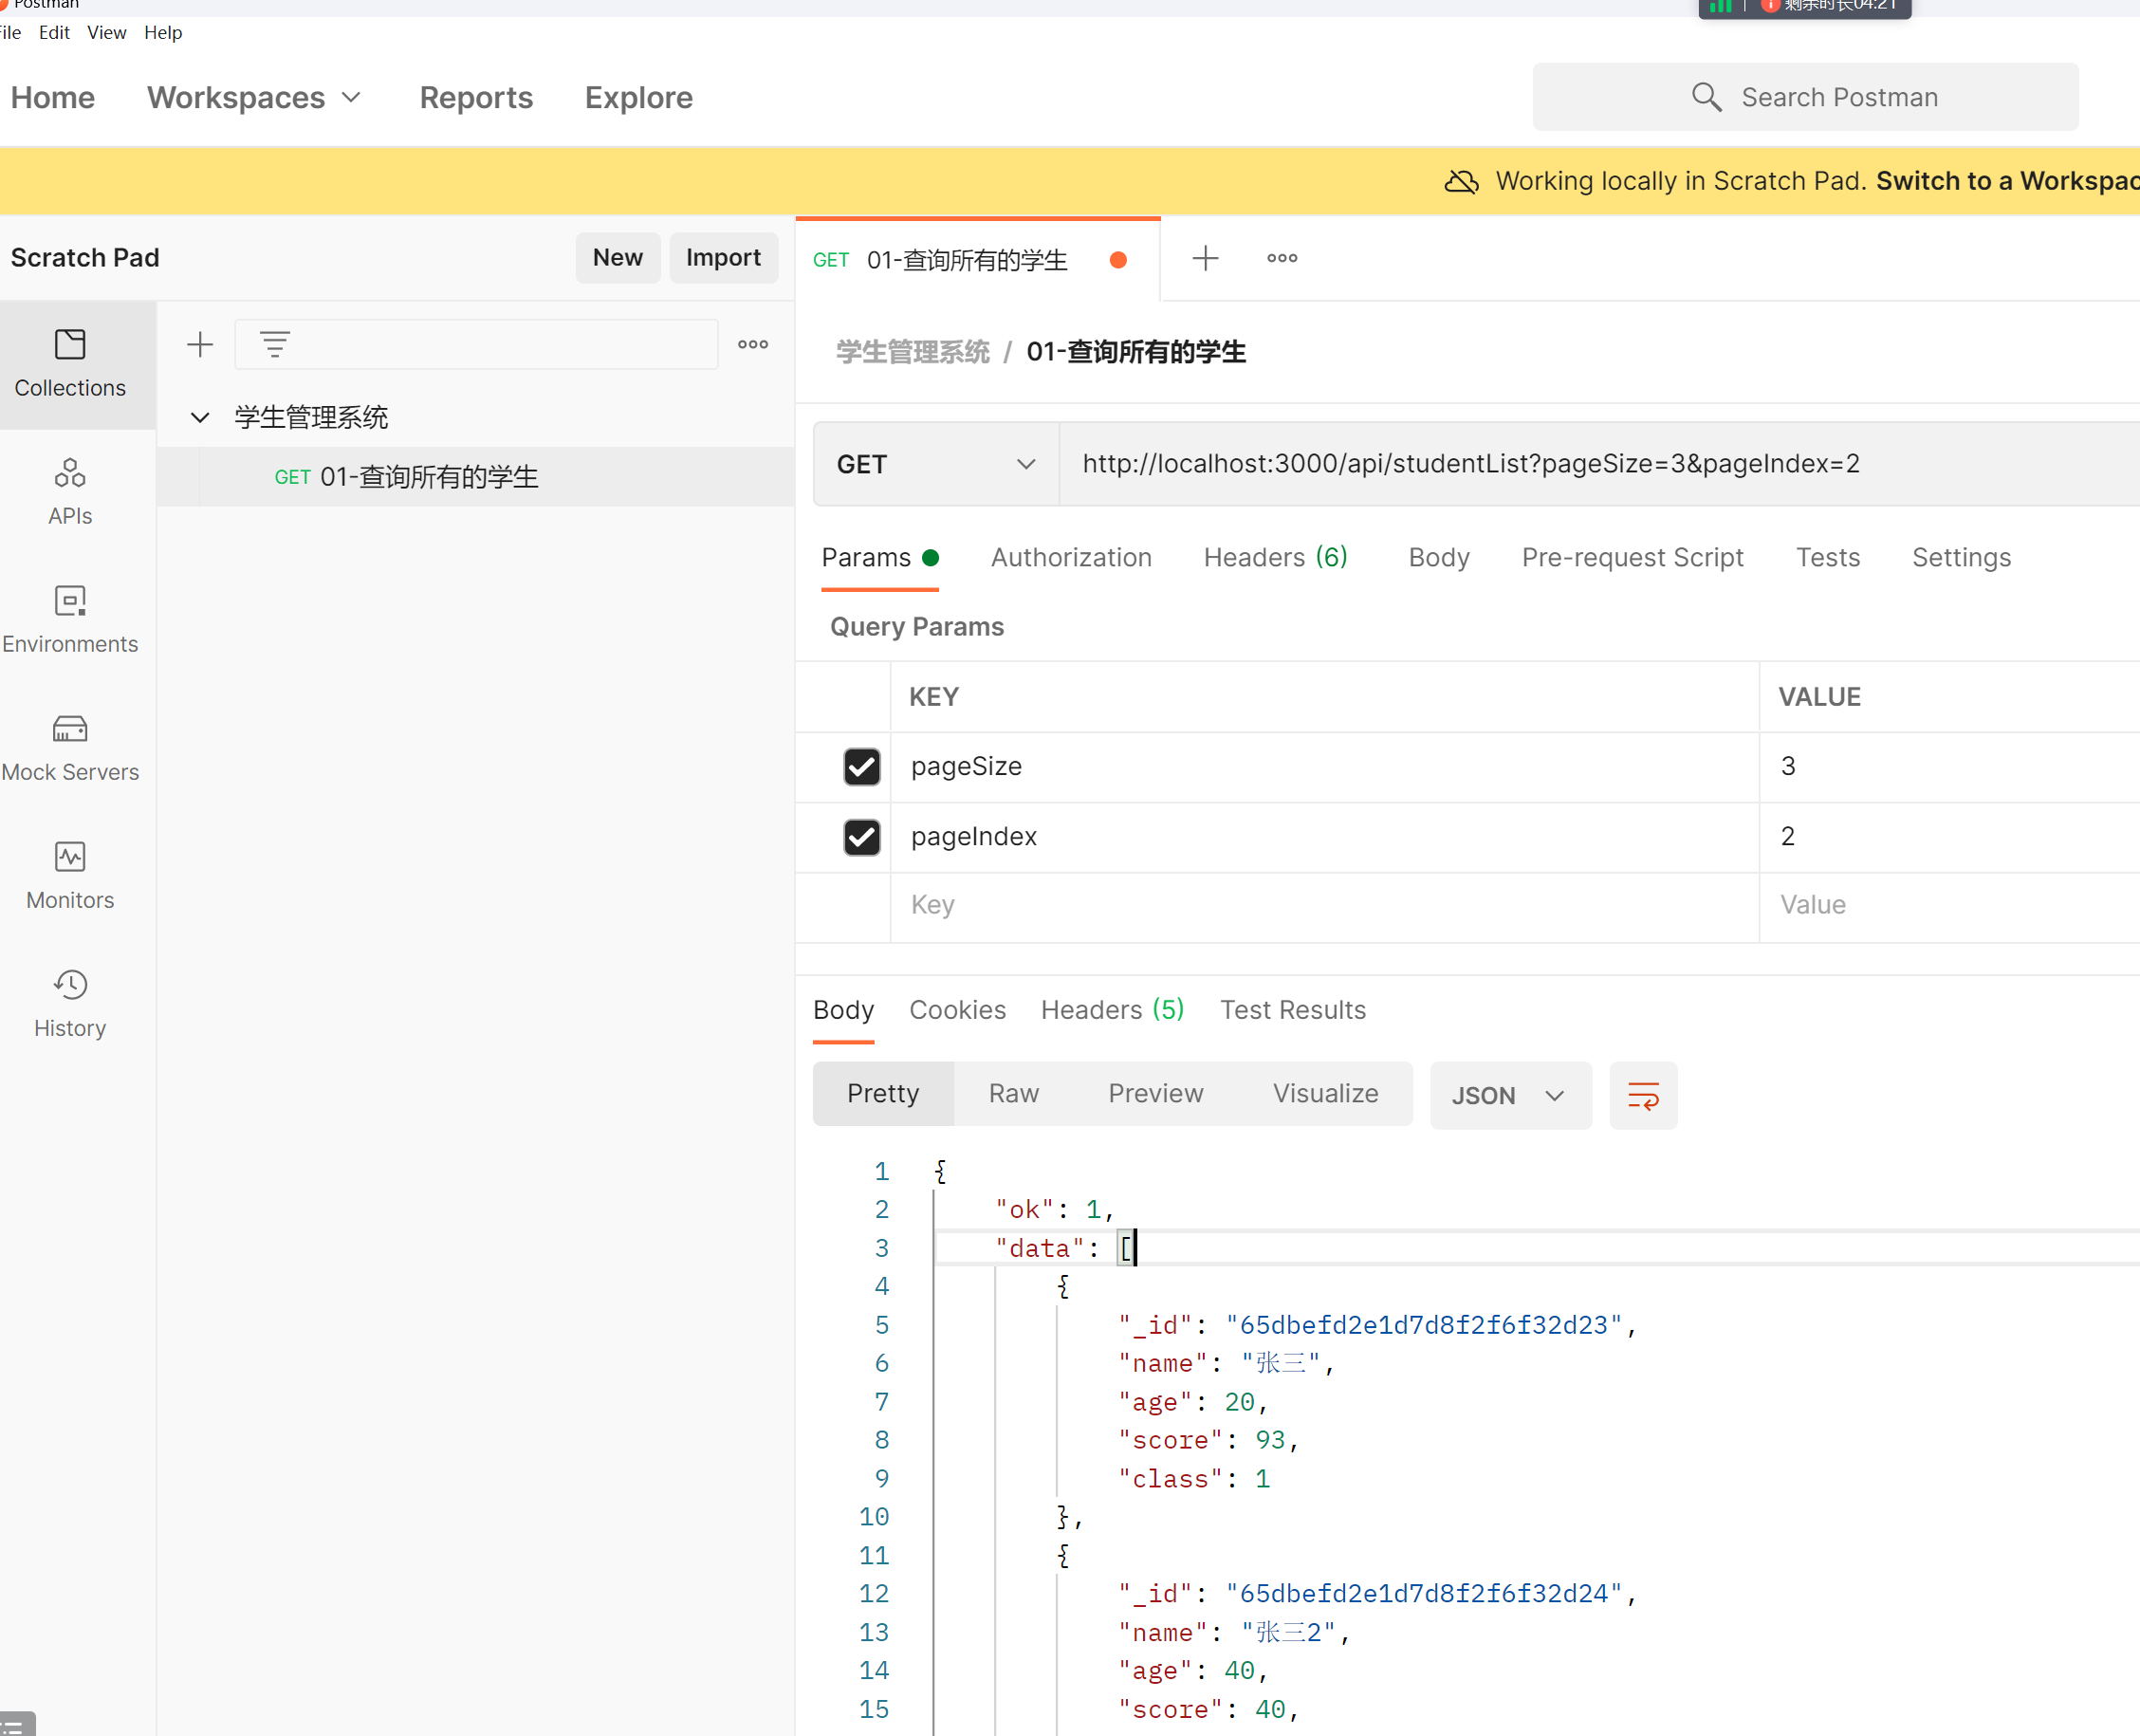 Postman
剩余时长04:21
File Edit View Help
Home Workspaces Reports Explore Search Postman
Working locally in Scratch Pad. Switch to a Workspac
Scratch Pad New Import
GET 01-查询所有的学生
Collections
学生管理系统 / 01-查询所有的学生
学生管理系统
GET 01-查询所有的学生
GET http://localhost:3000/api/studentList?pageSize=3&pageIndex=2
APIs
Params Authorization Headers (6) Body Pre-request Script Tests Settings
Environments
Query Params
KEY VALUE
Mock Servers
pageSize 3
pageIndex 2
Monitors
Key Value
History
Body Cookies Headers (5) Test Results
Pretty Raw Preview Visualize JSON
1 {
2 "ok": 1,
3 "data": [
4 {
5 "_id": "65dbefd2e1d7d8f2f6f32d23",
6 "name": "张三",
7 "age": 20,
8 "score": 93,
9 "class": 1
10 },
11 {
12 "_id": "65dbefd2e1d7d8f2f6f32d24",
13 "name": "张三2",
14 "age": 40,
15 "score": 40,